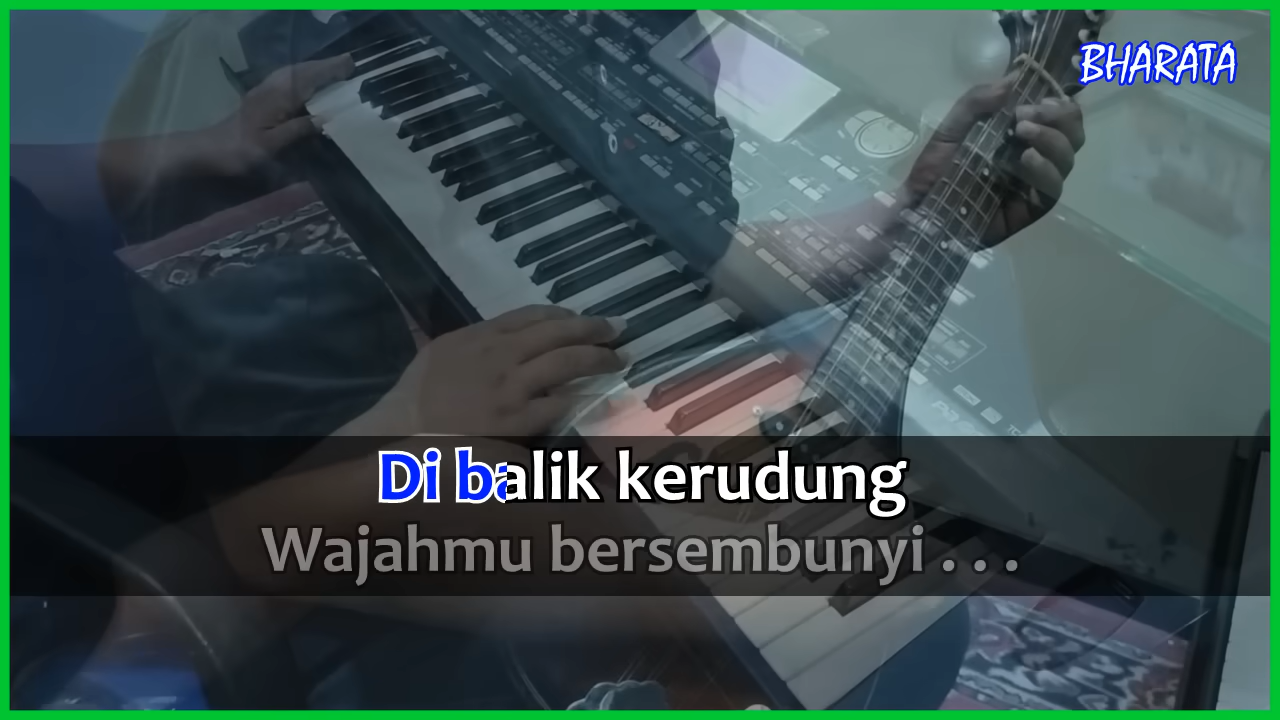 BHARATA
Di balik kerudung
Wajahmu bersembunyi . . .